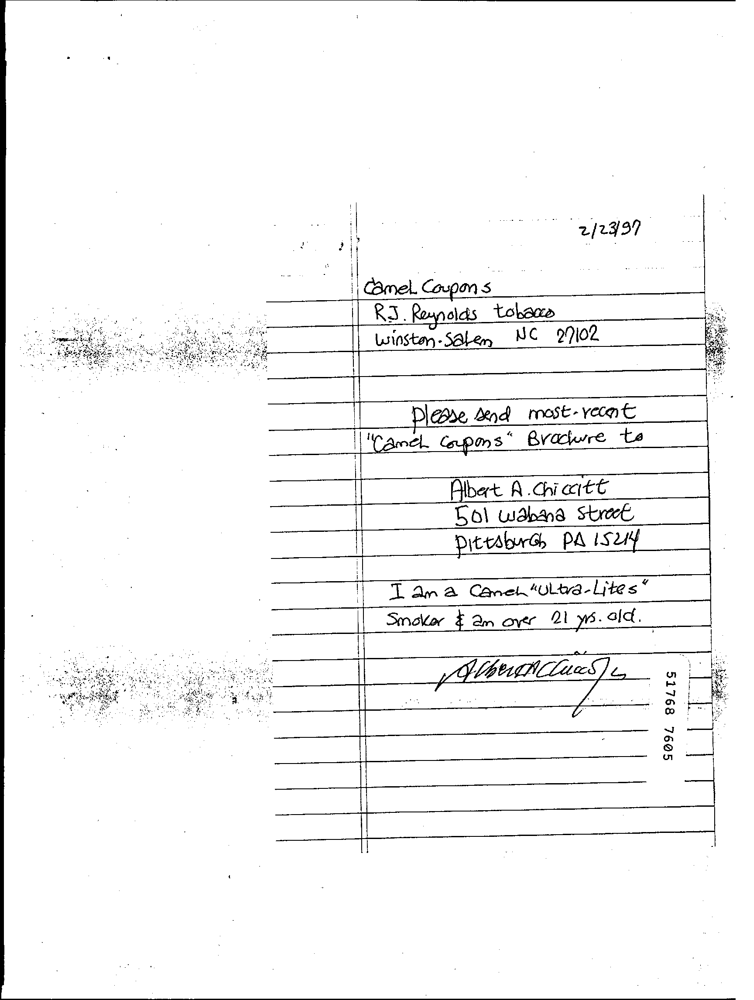 2/23/97
Camel Coupons
R.J. Reynolds tobacco
Winston-Salem NC 27102
Please send most-recent
"Camel Coupons" Brochure to
Albert A. Chiccitt
501 Wabana Street
Pittsburgh PA 15214
I am a Camel "Ultra-Lites"
Smoker & am over 21 yrs. old.
51768 7605